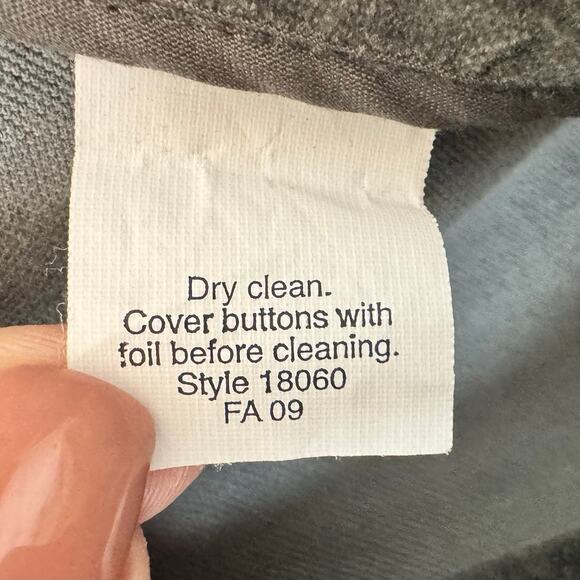 Dry clean.
Cover buttons with
foil before cleaning.
Style 18060
FA 09